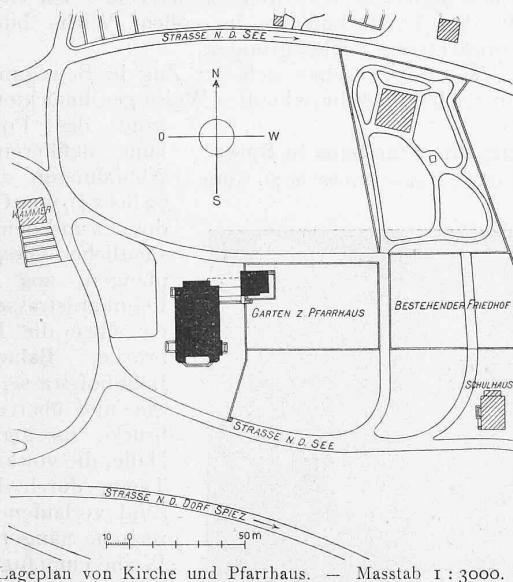 STRASSE N. D. SEE
N
O W
S
KAMMER
GARTEN Z. PFARRHAUS
BESTEHENDER FRIEDHOF
SCHULHAUS
STRASSE N. D. SEE
STRASSE N. D. DORF SPIEZ
10 0 50 m
Lageplan von Kirche und Pfarrhaus. — Masstab 1 : 3000.